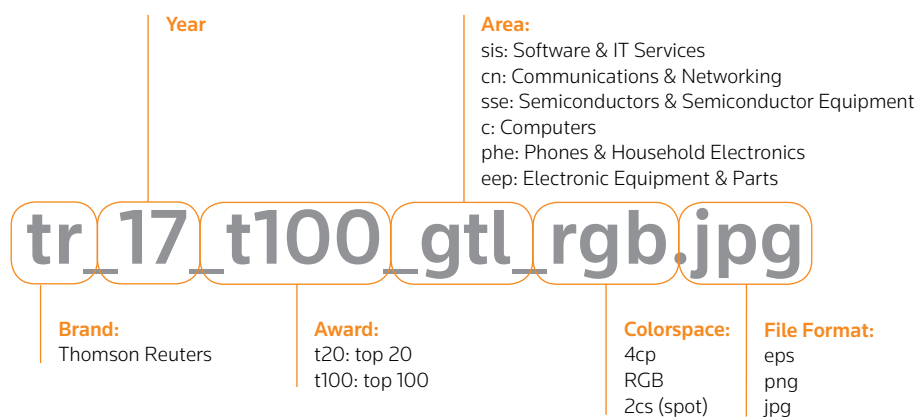 Year
Area:
sis: Software & IT Services
cn: Communications & Networking
sse: Semiconductors & Semiconductor Equipment
c: Computers
phe: Phones & Household Electronics
eep: Electronic Equipment & Parts
tr_17_t100_gtl_rgb.jpg
Brand:
Thomson Reuters
Award:
t20: top 20
t100: top 100
Colorspace:
4cp
RGB
2cs (spot)
File Format:
eps
png
jpg